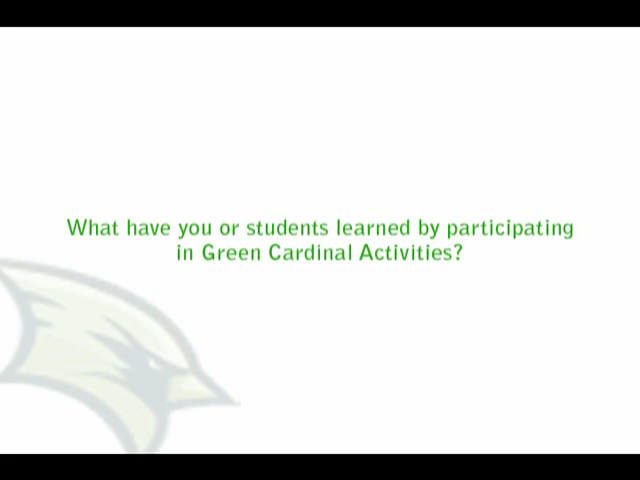 What have you or students learned by participating
in Green Cardinal Activities?